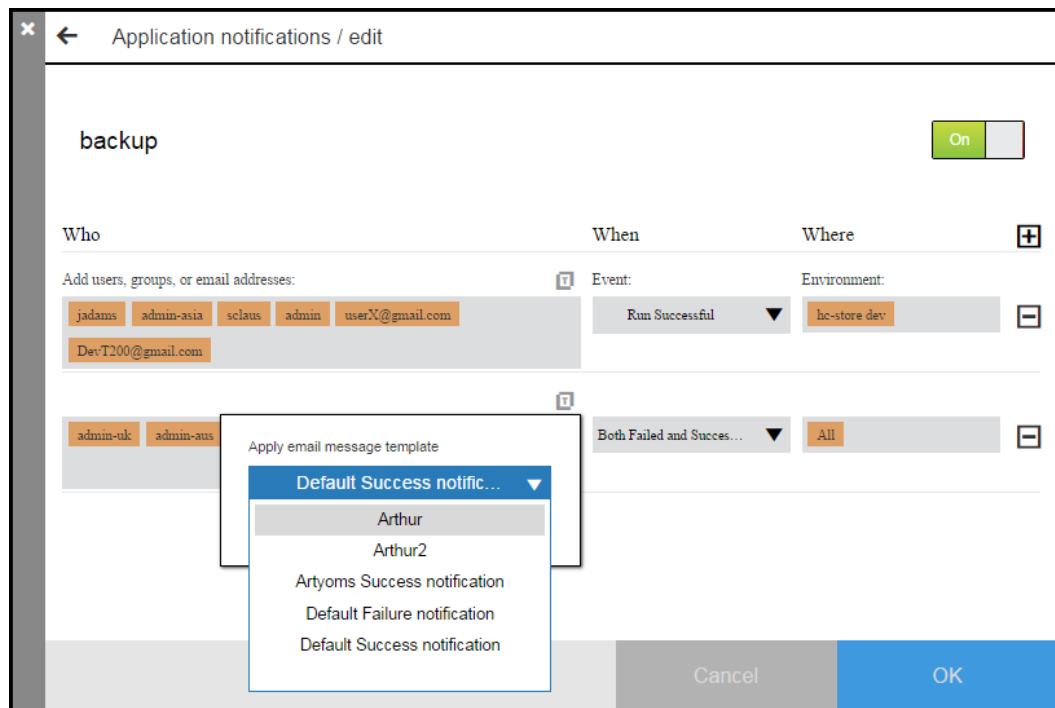 Application notifications / edit
backup
On
Who When Where
Add users, groups, or email addresses: T Event: Environment:
jadams admin-asia sclaus admin userX@gmail.com Run Successful hc-store dev
DevT200@gmail.com
T
admin-uk admin-aus Both Failed and Succes... All
Apply email message template
Default Success notific...
Arthur
Arthur2
Artyoms Success notification
Default Failure notification
Default Success notification
Cancel OK